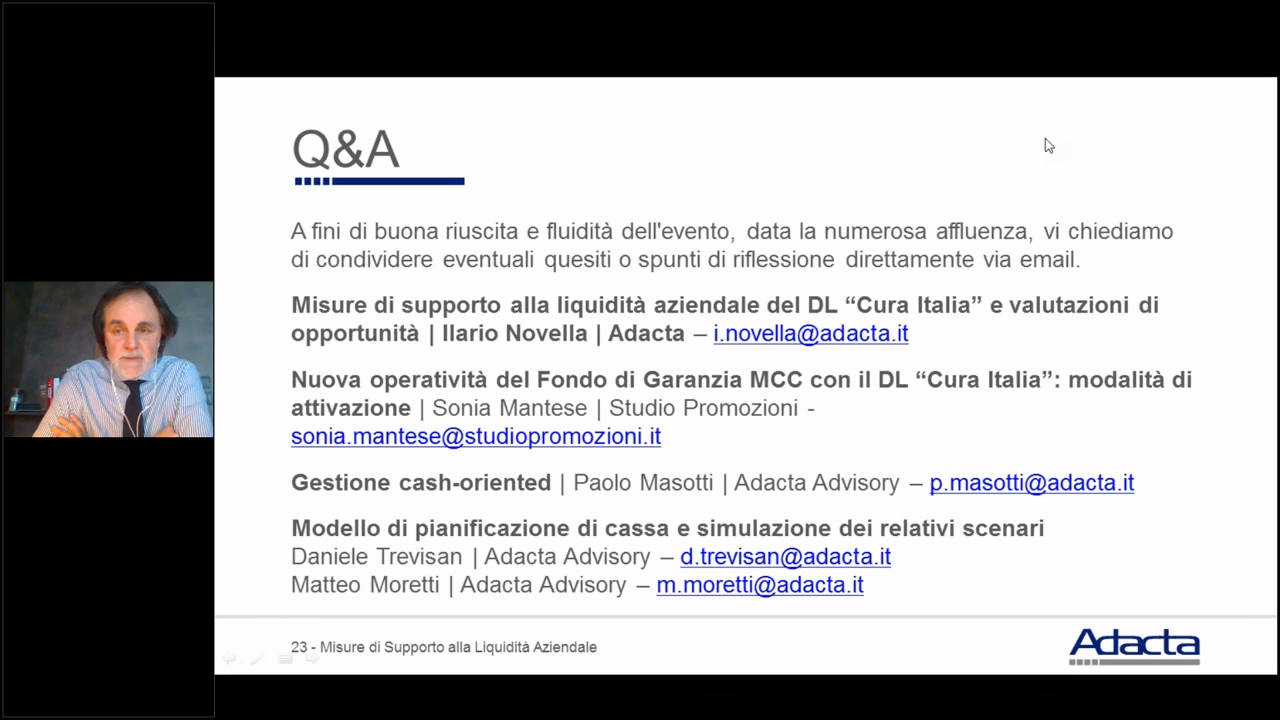 Q&A
A fini di buona riuscita e fluidità dell'evento, data la numerosa affluenza, vi chiediamo
di condividere eventuali quesiti o spunti di riflessione direttamente via email.
Misure di supporto alla liquidità aziendale del DL “Cura Italia” e valutazioni di
opportunità | Ilario Novella | Adacta – i.novella@adacta.it
Nuova operatività del Fondo di Garanzia MCC con il DL “Cura Italia”: modalità di
attivazione | Sonia Mantese | Studio Promozioni -
sonia.mantese@studiopromozioni.it
Gestione cash-oriented | Paolo Masotti | Adacta Advisory – p.masotti@adacta.it
Modello di pianificazione di cassa e simulazione dei relativi scenari
Daniele Trevisan | Adacta Advisory – d.trevisan@adacta.it
Matteo Moretti | Adacta Advisory – m.moretti@adacta.it
23 - Misure di Supporto alla Liquidità Aziendale
Adacta